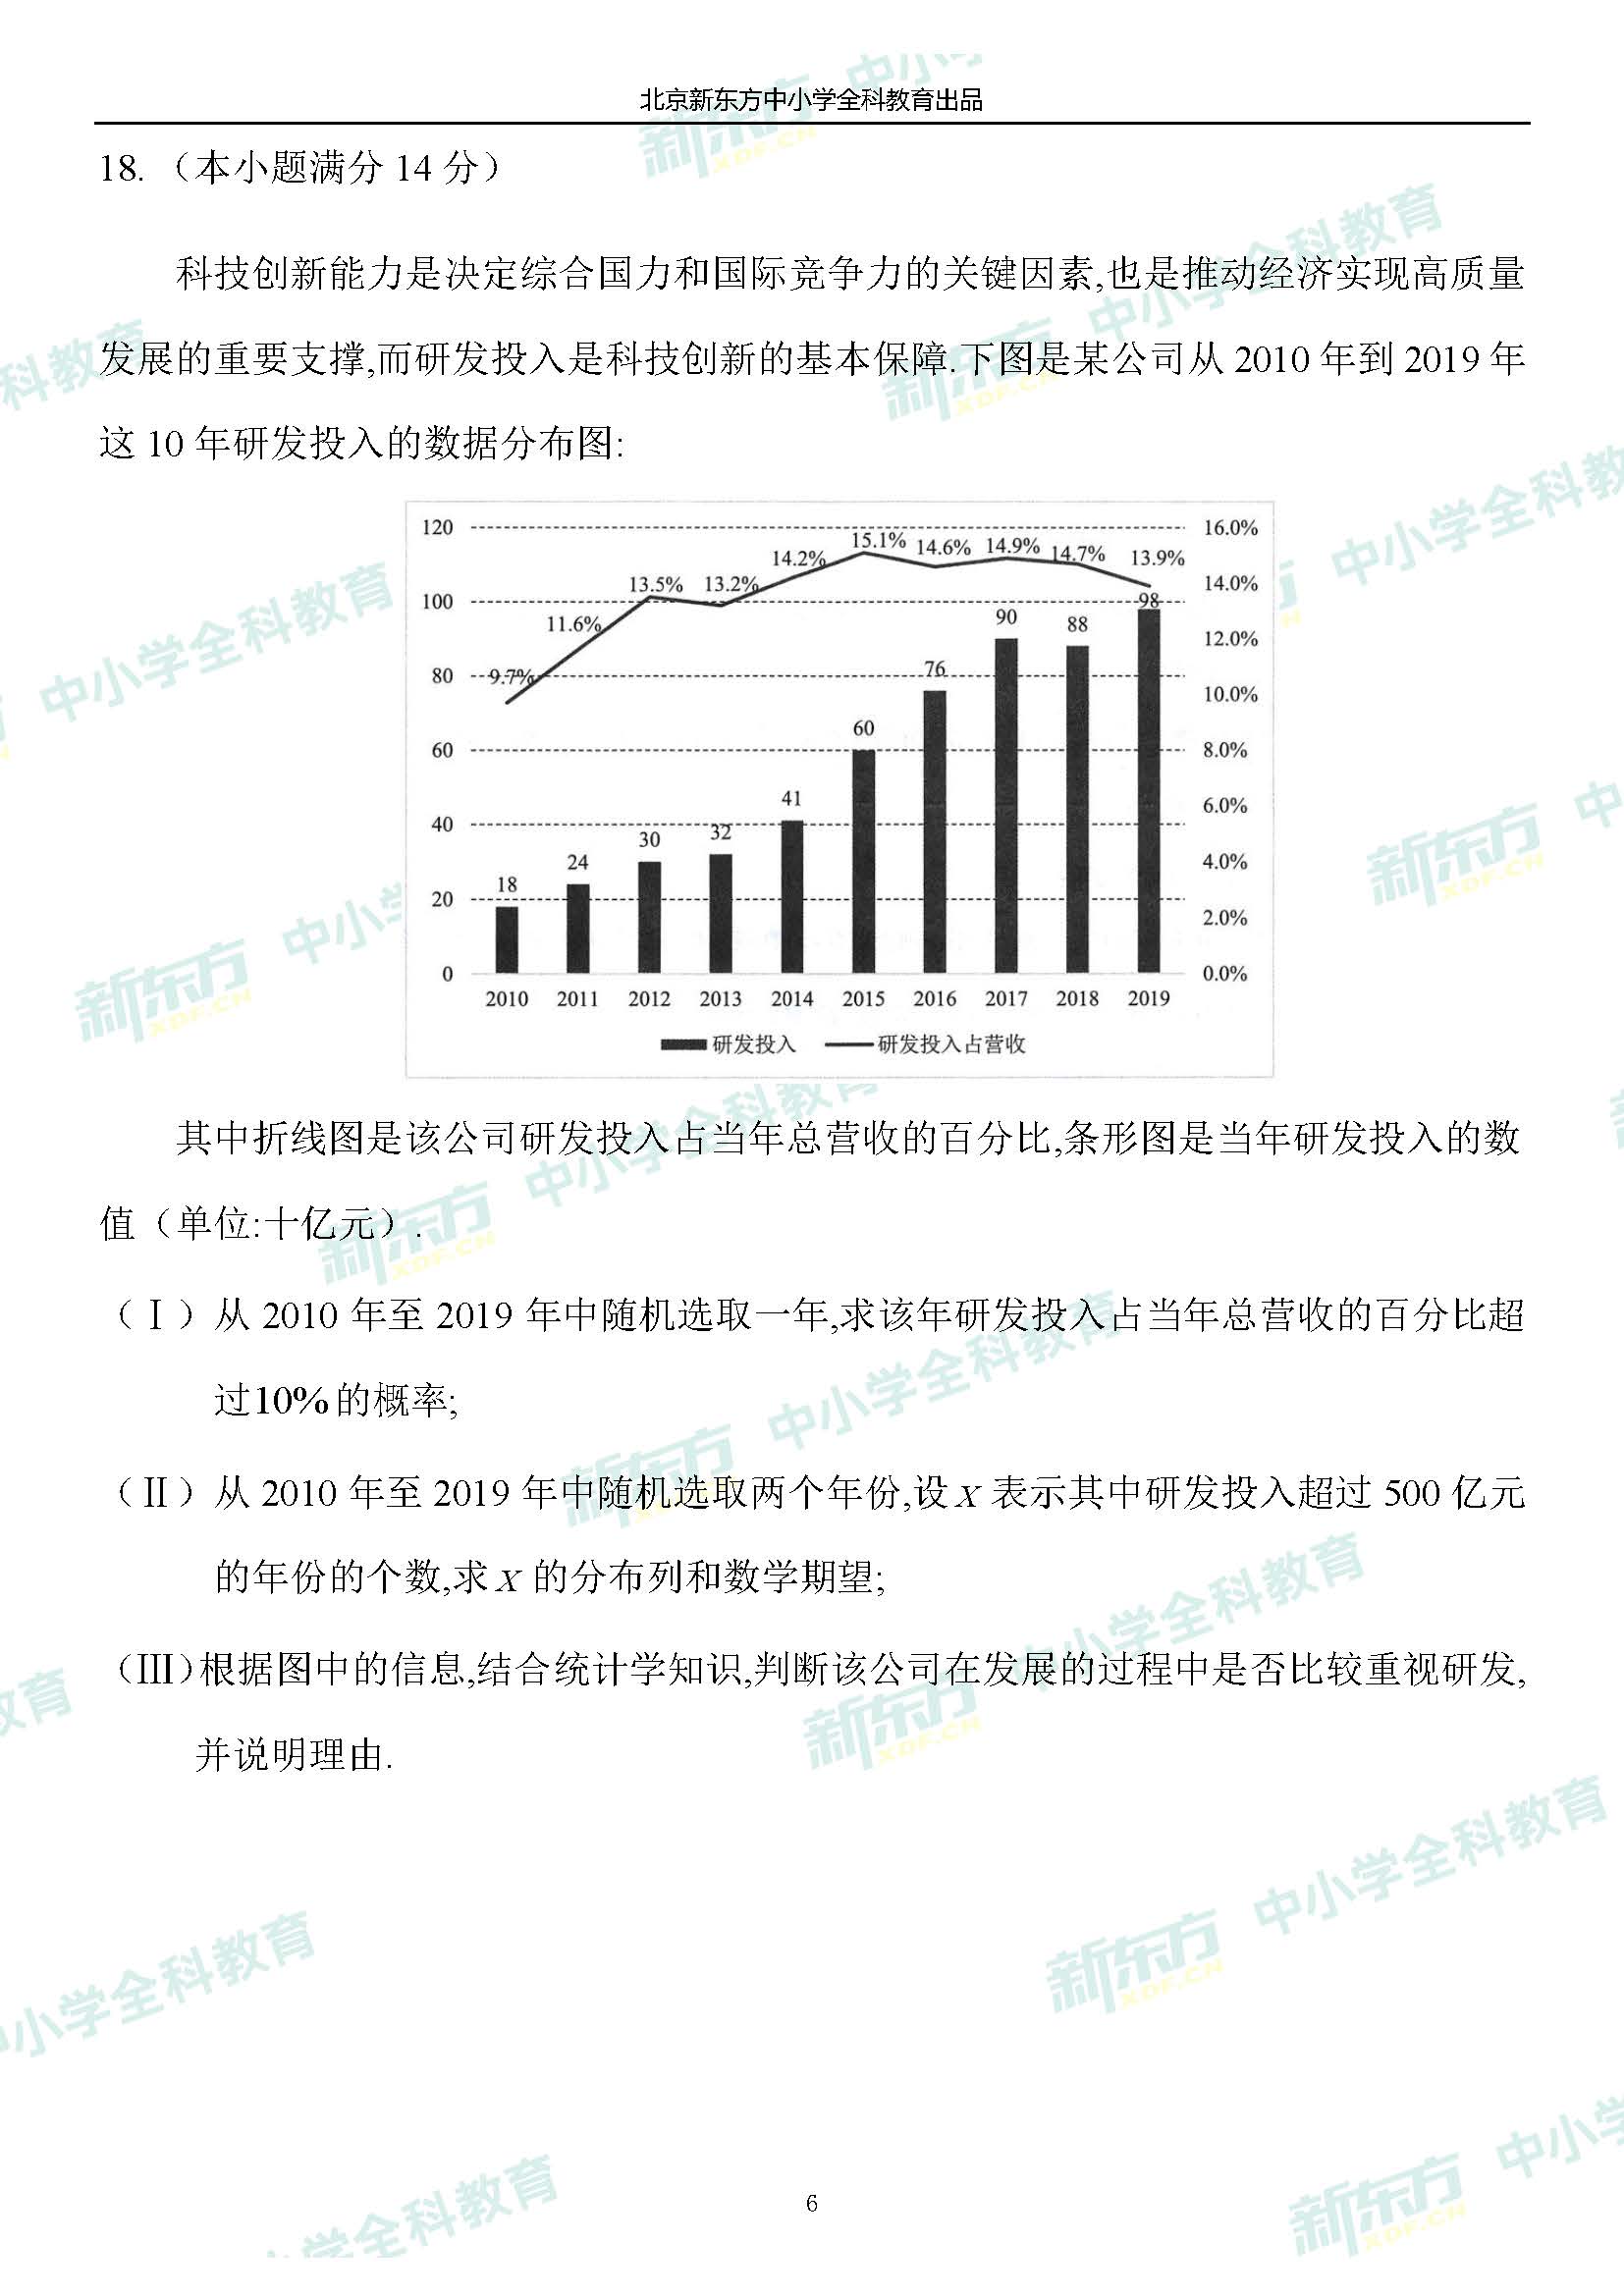 北京新东方中小学全科教育出品
18. （本小题满分 14 分）
科技创新能力是决定综合国力和国际竞争力的关键因素,也是推动经济实现高质量
发展的重要支撑,而研发投入是科技创新的基本保障.下图是某公司从 2010 年到 2019 年
这 10 年研发投入的数据分布图:
120 16.0%
15.1% 14.6% 14.9% 14.7% 13.9%
14.2%
13.5% 13.2% 14.0%
100 98
11.6% 90 88 12.0%
80 9.7% 76 10.0%
60 60 8.0%
41 6.0%
40 30 32 4.0%
18 24
20 2.0%
0 0.0%
2010 2011 2012 2013 2014 2015 2016 2017 2018 2019
研发投入 研发投入占营收
其中折线图是该公司研发投入占当年总营收的百分比,条形图是当年研发投入的数
值（单位:十亿元）.
（Ⅰ）从 2010 年至 2019 年中随机选取一年,求该年研发投入占当年总营收的百分比超
过10%的概率;
（Ⅱ）从 2010 年至 2019 年中随机选取两个年份,设 X 表示其中研发投入超过 500 亿元
的年份的个数,求 X 的分布列和数学期望;
（Ⅲ）根据图中的信息,结合统计学知识,判断该公司在发展的过程中是否比较重视研发,
并说明理由.
6
新东方 XDF.CN 中小学全科教育